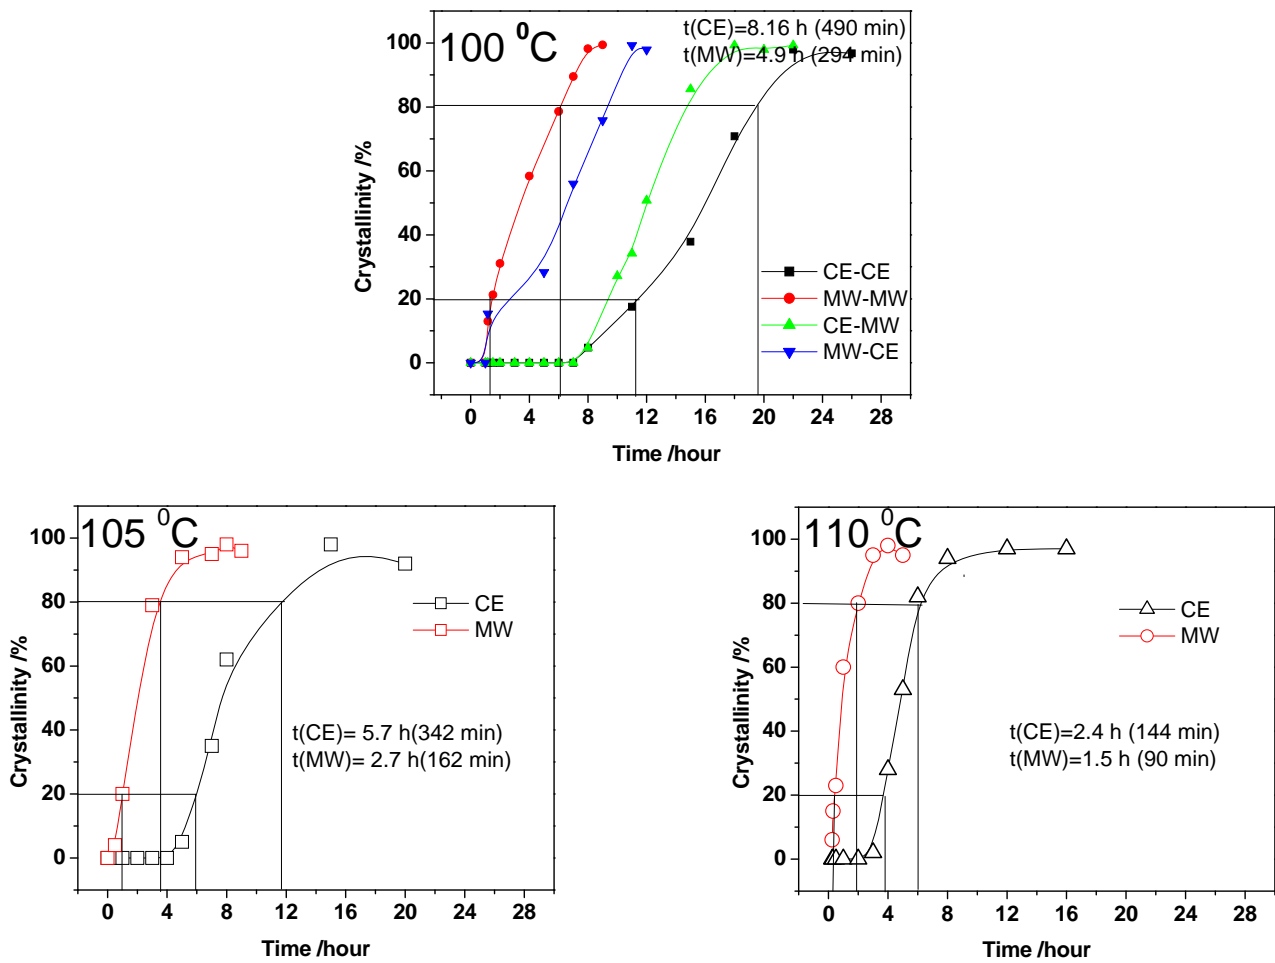 100 ⁰C
t(CE)=8.16 h (490 min)
t(MW)=4.9 h (294 min)
100
80
60
40
20
0
Crystallinity /%
CE-CE
MW-MW
CE-MW
MW-CE
0 4 8 12 16 20 24 28
Time /hour
105 ⁰C
100
80
60
40
20
0
Crystallinity /%
CE
MW
t(CE)= 5.7 h(342 min)
t(MW)= 2.7 h(162 min)
0 4 8 12 16 20 24 28
Time /hour
110 ⁰C
100
80
60
40
20
0
Crystallinity /%
CE
MW
t(CE)=2.4 h (144 min)
t(MW)=1.5 h (90 min)
0 4 8 12 16 20 24 28
Time /hour